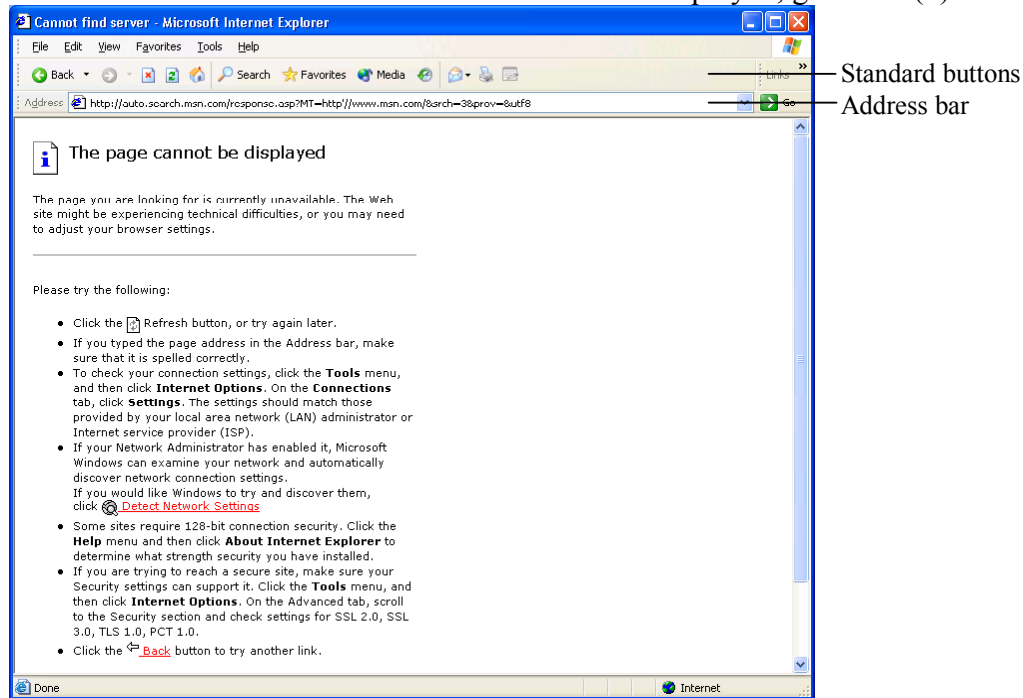 Cannot find server - Microsoft Internet Explorer
File Edit View Favorites Tools Help
Back Search Favorites Media Links »
Standard buttons
Address http://auto.search.msn.com/response.asp?MT=http'//www.msn.com/&srch=3&prov=&utf8 Go
Address bar
The page cannot be displayed
The page you are looking for is currently unavailable. The Web
site might be experiencing technical difficulties, or you may need
to adjust your browser settings.
Please try the following:
• Click the Refresh button, or try again later.
• If you typed the page address in the Address bar, make
sure that it is spelled correctly.
• To check your connection settings, click the Tools menu,
and then click Internet Options. On the Connections
tab, click Settings. The settings should match those
provided by your local area network (LAN) administrator or
Internet service provider (ISP).
• If your Network Administrator has enabled it, Microsoft
Windows can examine your network and automatically
discover network connection settings.
If you would like Windows to try and discover them,
click Detect Network Settings
• Some sites require 128-bit connection security. Click the
Help menu and then click About Internet Explorer to
determine what strength security you have installed.
• If you are trying to reach a secure site, make sure your
Security settings can support it. Click the Tools menu, and
then click Internet Options. On the Advanced tab, scroll
to the Security section and check settings for SSL 2.0, SSL
3.0, TLS 1.0, PCT 1.0.
• Click the Back button to try another link.
Done Internet